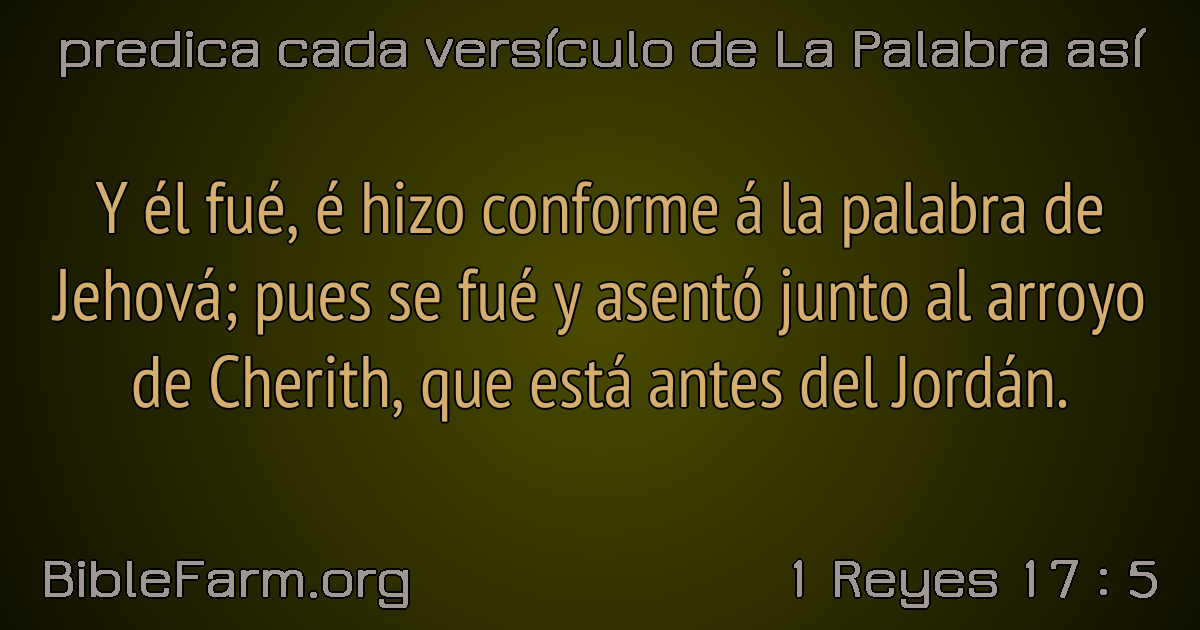 predica cada versículo de La Palabra así
Y él fué, é hizo conforme á la palabra de
Jehová; pues se fué y asentó junto al arroyo
de Cherith, que está antes del Jordán.
BibleFarm.org
1 Reyes 17 : 5